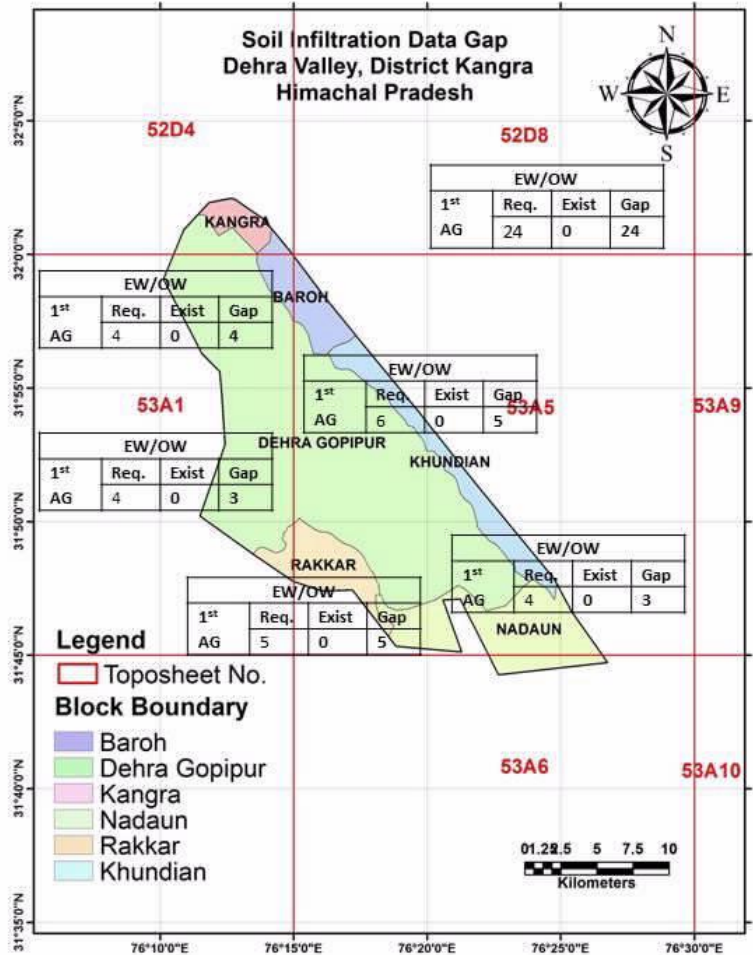 Soil Infiltration Data Gap
Dehra Valley, District Kangra
Himachal Pradesh
N
W E
S
52D4
52D8
EW/OW
1st AG Req. Exist Gap
24 0 24
KANGRA
BAROH
EW/OW
1st AG Req. Exist Gap
4 0 4
EW/OW
1st AG Req. Exist Gap
6 0 5
53A1
53A5
53A9
DEHRA GOPIPUR
KHUNDIAN
EW/OW
1st AG Req. Exist Gap
4 0 3
EW/OW
1st AG Req. Exist Gap
4 0 3
RAKKAR
EW/OW
1st AG Req. Exist Gap
5 0 5
NADAUN
Legend
Toposheet No.
Block Boundary
Baroh
Dehra Gopipur
Kangra
Nadaun
Rakkar
Khundian
53A6
53A10
0 1.25 2.5 5 7.5 10
Kilometers
32°5'0"N
32°0'0"N
31°55'0"N
31°50'0"N
31°45'0"N
31°40'0"N
31°35'0"N
76°10'0"E
76°15'0"E
76°20'0"E
76°25'0"E
76°30'0"E